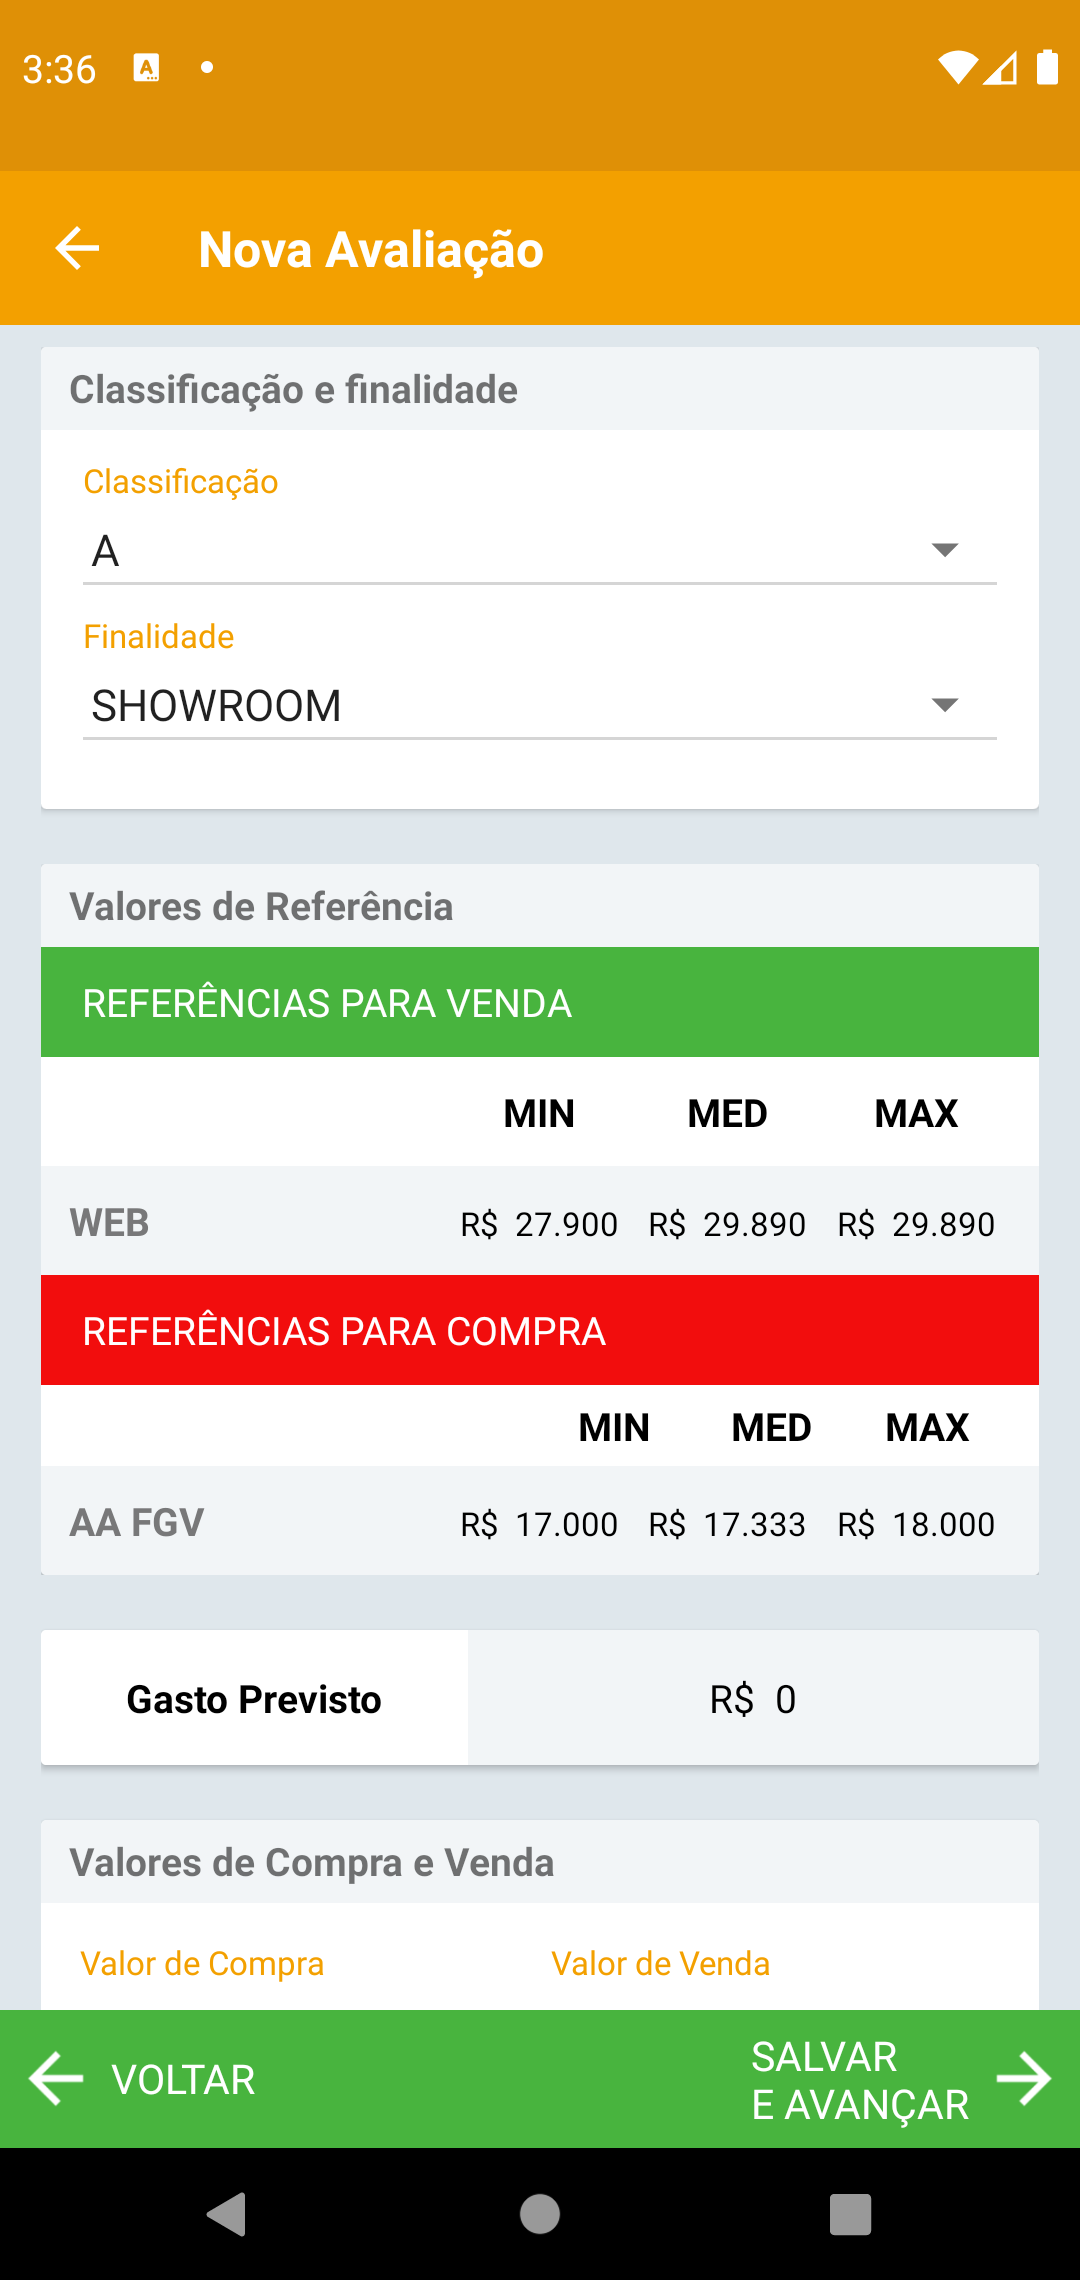 3:36
Nova Avaliação
Classificação e finalidade
Classificação
A
Finalidade
SHOWROOM
Valores de Referência
REFERÊNCIAS PARA VENDA
MIN MED MAX
WEB R$ 27.900 R$ 29.890 R$ 29.890
REFERÊNCIAS PARA COMPRA
MIN MED MAX
AA FGV R$ 17.000 R$ 17.333 R$ 18.000
Gasto Previsto R$ 0
Valores de Compra e Venda
Valor de Compra Valor de Venda
VOLTAR
SALVAR
E AVANÇAR